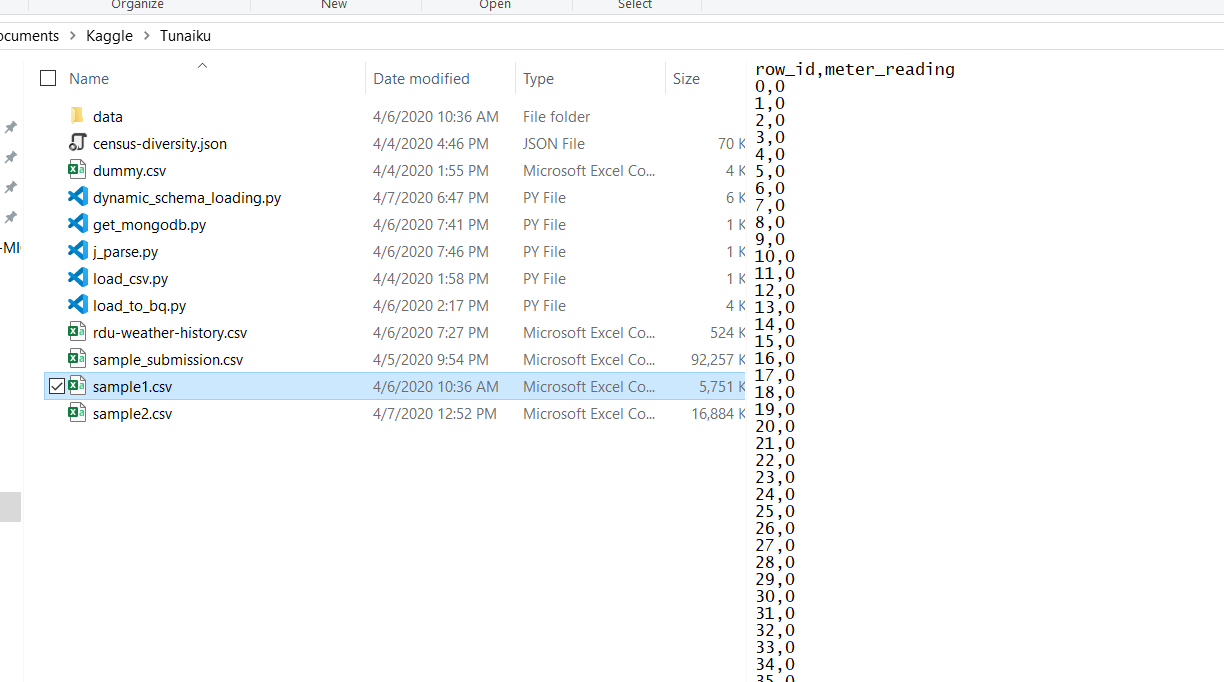 Organize New Open Select
ocuments > Kaggle > Tunaiku
Name Date modified Type Size
data 4/6/2020 10:36 AM File folder
census-diversity.json 4/4/2020 4:46 PM JSON File 70 K
dummy.csv 4/4/2020 1:55 PM Microsoft Excel Co... 4 K
dynamic_schema_loading.py 4/7/2020 6:47 PM PY File 6 K
get_mongodb.py 4/6/2020 7:41 PM PY File 1 K
j_parse.py 4/6/2020 7:46 PM PY File 1 K
load_csv.py 4/4/2020 1:58 PM PY File 1 K
load_to_bq.py 4/6/2020 2:17 PM PY File 4 K
rdu-weather-history.csv 4/6/2020 7:27 PM Microsoft Excel Co... 524 K
sample_submission.csv 4/5/2020 9:54 PM Microsoft Excel Co... 92,257 K
sample1.csv 4/6/2020 10:36 AM Microsoft Excel Co... 5,751 K
sample2.csv 4/7/2020 12:52 PM Microsoft Excel Co... 16,884 K
-MI
row_id,meter_reading
0,0
1,0
2,0
3,0
4,0
5,0
6,0
7,0
8,0
9,0
10,0
11,0
12,0
13,0
14,0
15,0
16,0
17,0
18,0
19,0
20,0
21,0
22,0
23,0
24,0
25,0
26,0
27,0
28,0
29,0
30,0
31,0
32,0
33,0
34,0
35,0